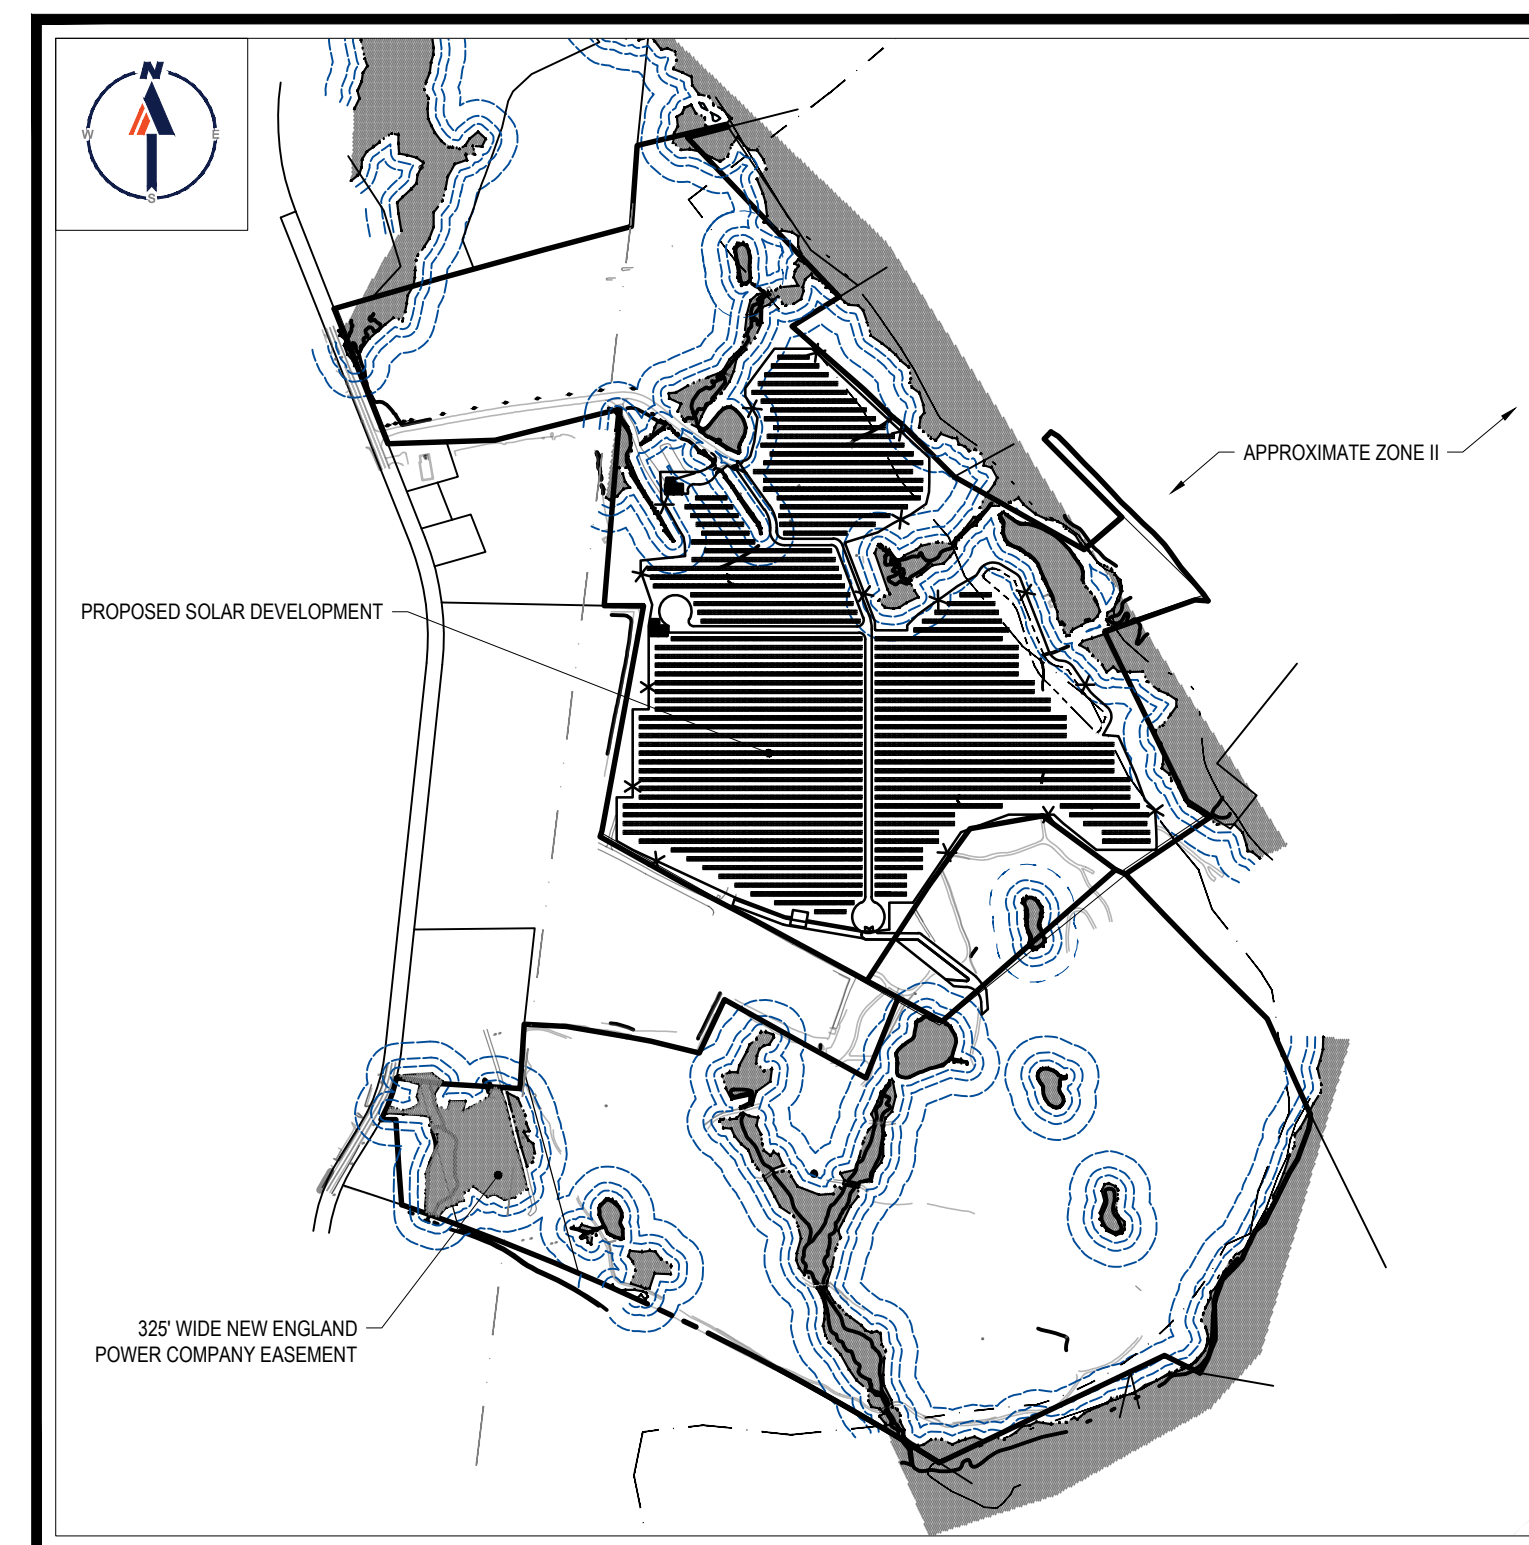 N
W
E
S
APPROXIMATE ZONE II
PROPOSED SOLAR DEVELOPMENT
325' WIDE NEW ENGLAND
POWER COMPANY EASEMENT